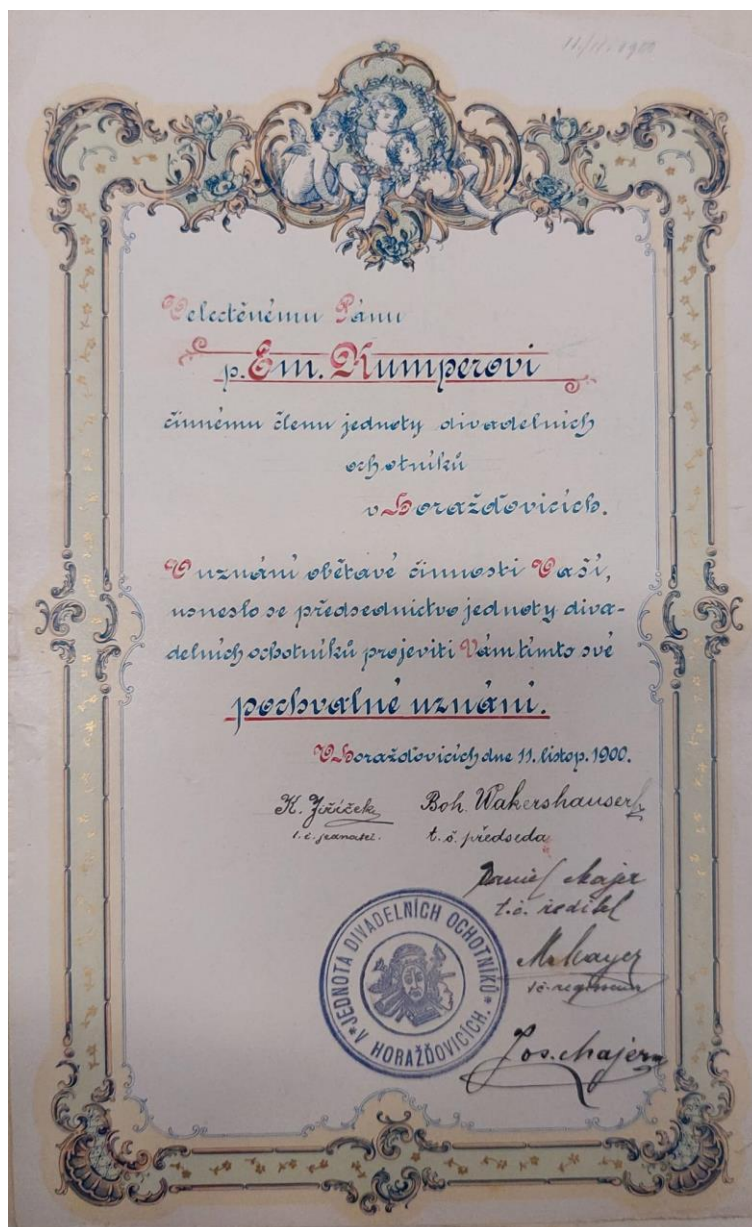 11/11 1900
Velectěnému Pánu
p. Em. Kumperovi
činnému členu jednoty divadelních
ochotníků
v Horažďovicích.
V uznání obětavé činnosti Vaší,
usneslo se předsednictvo jednoty diva-
delních ochotníků projeviti Vám tímto své
pochvalné uznání.
V Horažďovicích dne 11. listop. 1900.
K. Jiříček Boh. Wakershauser
t.č. jednatel. t.č. předseda
Daniel Majer
t.č. ředitel
M. Mayer
t.č.
Jos. Majer
JEDNOTA DIVADELNÍCH OCHOTNÍKŮ
V HORAŽĎOVICÍCH.